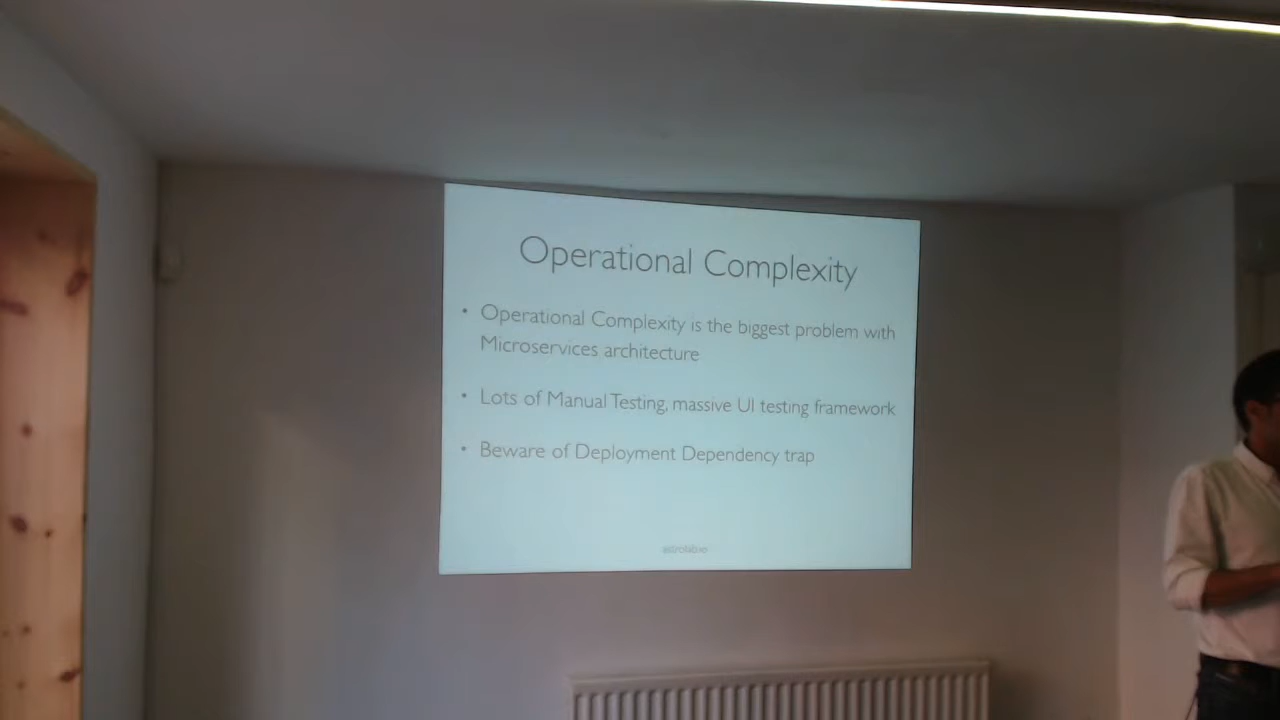 Operational Complexity
• Operational Complexity is the biggest problem with
Microservices architecture
• Lots of Manual Testing, massive UI testing framework
• Beware of Deployment Dependency trap